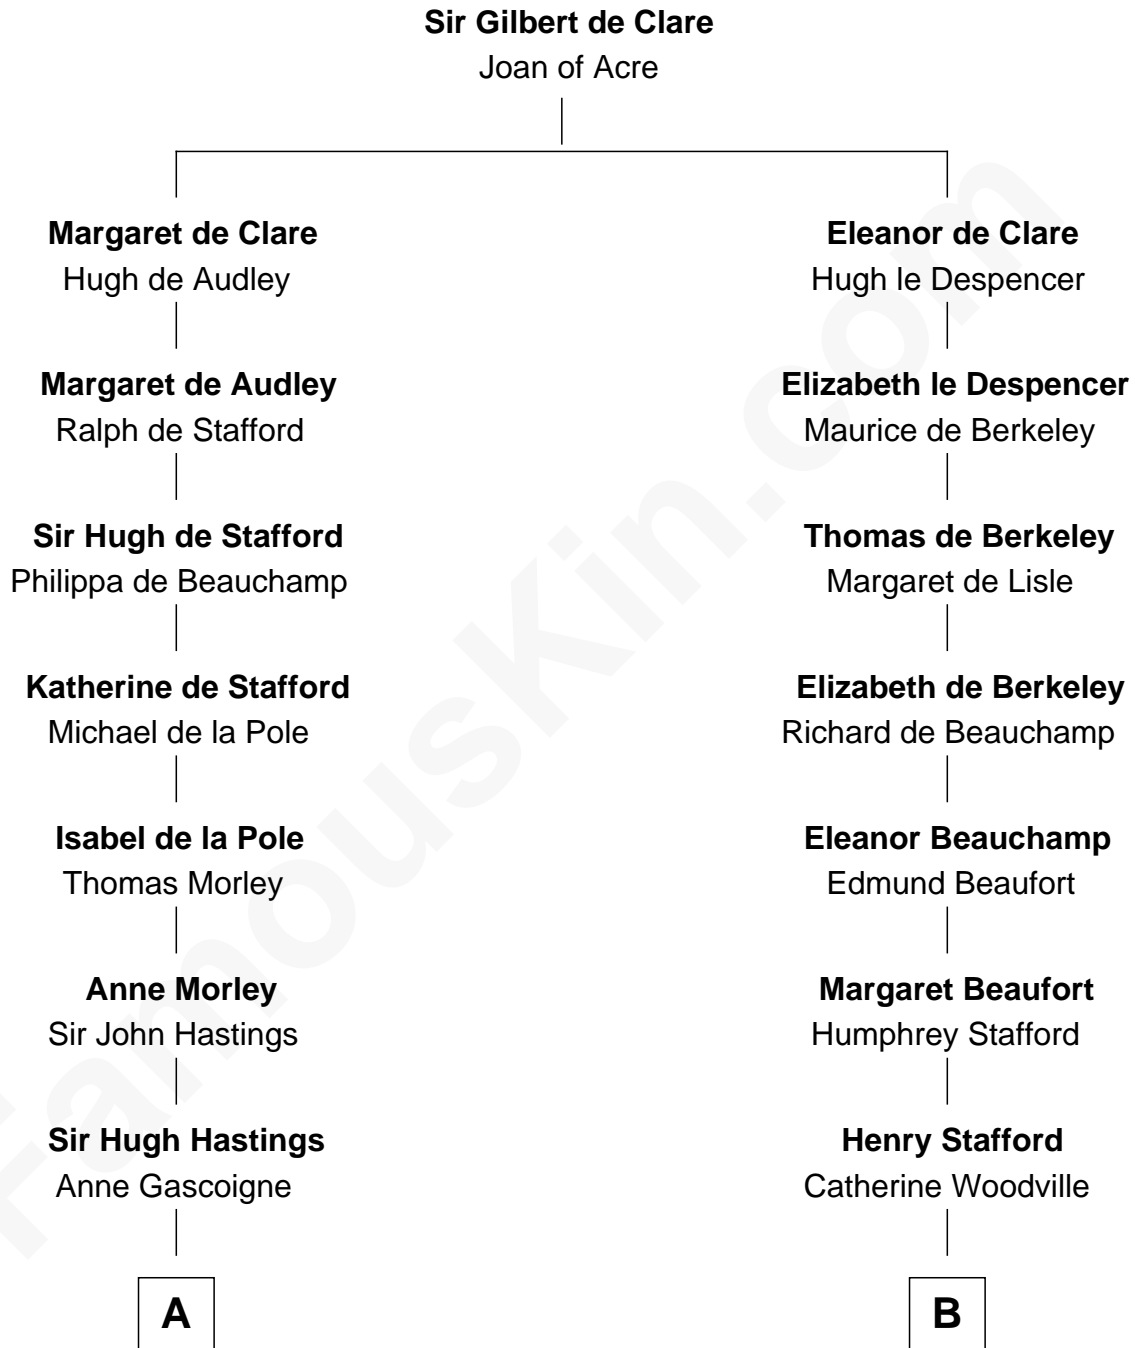 Sir Gilbert de Clare
Joan of Acre
Margaret de Clare
Hugh de Audley
Eleanor de Clare
Hugh le Despencer
Margaret de Audley
Ralph de Stafford
Elizabeth le Despencer
Maurice de Berkeley
Sir Hugh de Stafford
Philippa de Beauchamp
Thomas de Berkeley
Margaret de Lisle
Katherine de Stafford
Michael de la Pole
Elizabeth de Berkeley
Richard de Beauchamp
Isabel de la Pole
Thomas Morley
Eleanor Beauchamp
Edmund Beaufort
Anne Morley
Sir John Hastings
Margaret Beaufort
Humphrey Stafford
Sir Hugh Hastings
Anne Gascoigne
Henry Stafford
Catherine Woodville
A
B
FamousKin.com